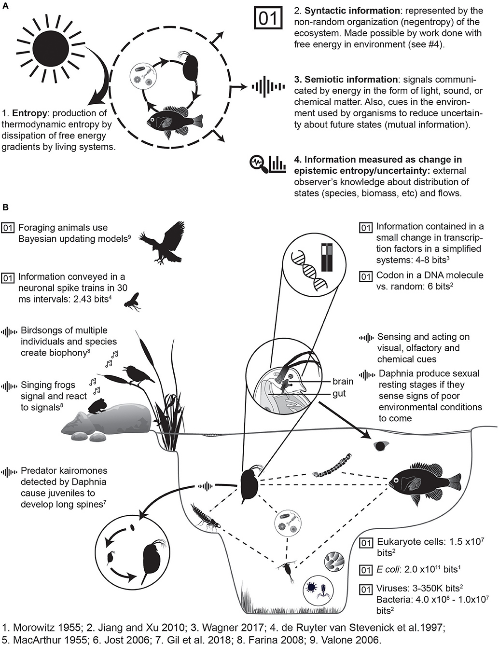 A
01
2. Syntactic information: represented by the
non-random organization (negentropy) of the
ecosystem. Made possible by work done with
free energy in environment (see #4).
3. Semiotic information: signals communi-
cated by energy in the form of light, sound, or
chemical matter. Also, cues in the environ-
ment used by organisms to reduce uncertain-
ty about future states (mutual information).
1. Entropy: production of
thermodynamic entropy by
dissipation of free energy
gradients by living systems.
4. Information measured as change in
epistemic entropy/uncertainty: external
observer's knowledge about distribution of
states (species, biomass, etc) and flows.
B
01 Foraging animals use
Bayesian updating models⁹
01 Information conveyed in a
neuronal spike trains in 30
ms intervals: 2.43 bits⁴
Birdsongs of multiple
individuals and species
create biophony⁸
Singing frogs
signal and react
to signals⁸
Predator kairomones
detected by Daphnia
cause juveniles to
develop long spines⁷
01 Information contained in a
small change in transcrip-
tion factors in a simplified
systems: 4-8 bits³
01 Codon in a DNA molecule
vs. random: 6 bits²
Sensing and acting on
visual, olfactory and
chemical cues
Daphnia produce sexual
resting stages if they
sense signs of poor
environmental conditions
to come
brain
gut
01 Eukaryote cells: 1.5 x10⁷
bits²
01 E coli: 2.0 x10¹¹ bits¹
01 Viruses: 3-350K bits²
Bacteria: 4.0 x10⁶ - 1.0x10⁷
bits²
1. Morowitz 1955; 2. Jiang and Xu 2010; 3. Wagner 2017; 4. de Ruyter van Stevenick et al.1997;
5. MacArthur 1955; 6. Jost 2006; 7. Gil et al. 2018; 8. Farina 2008; 9. Valone 2006.